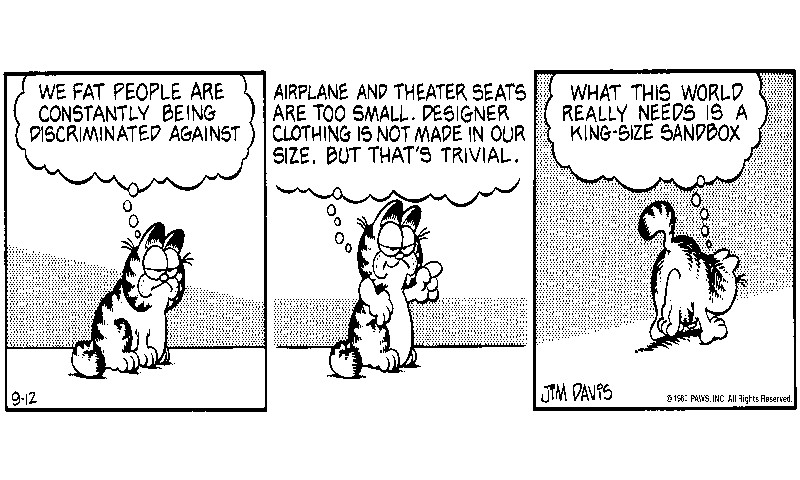 WE FAT PEOPLE ARE
CONSTANTLY BEING
DISCRIMINATED AGAINST
9-12
AIRPLANE AND THEATER SEATS
ARE TOO SMALL. DESIGNER
CLOTHING IS NOT MADE IN OUR
SIZE. BUT THAT'S TRIVIAL.
WHAT THIS WORLD
REALLY NEEDS IS A
KING-SIZE SANDBOX
JIM DAVIS
© PAWS, INC. All Rights Reserved.